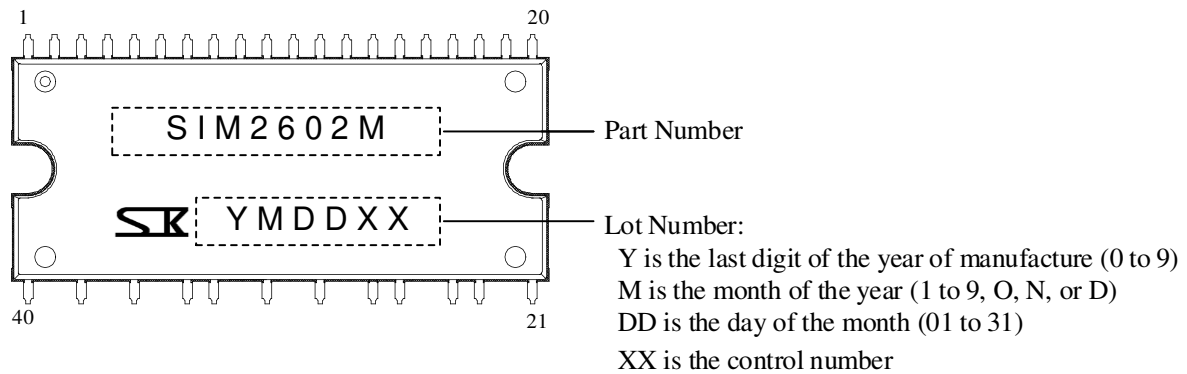 1 20
SIM2602M
Part Number
SK YMDDXX
Lot Number:
Y is the last digit of the year of manufacture (0 to 9)
M is the month of the year (1 to 9, O, N, or D)
DD is the day of the month (01 to 31)
40 21
XX is the control number